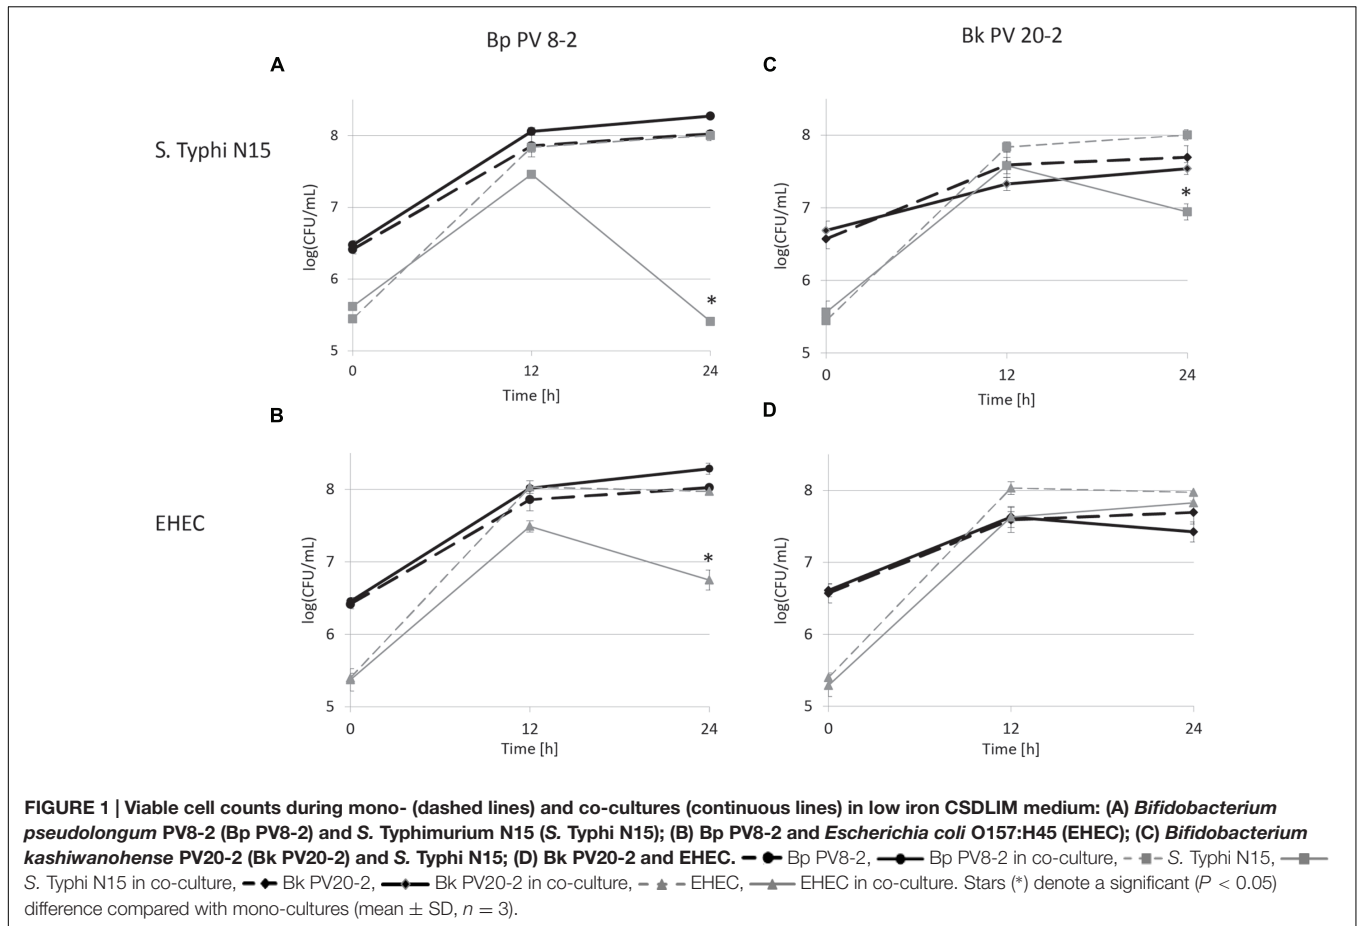 Bp PV 8-2
Bk PV 20-2
A
C
S. Typhi N15
8
7
6
5
log(CFU/mL)
*
0
12
24
Time [h]
8
7
6
5
log(CFU/mL)
*
0
12
24
Time [h]
B
D
EHEC
8
7
6
5
log(CFU/mL)
*
0
12
24
Time [h]
8
7
6
5
log(CFU/mL)
0
12
24
Time [h]
FIGURE 1 | Viable cell counts during mono- (dashed lines) and co-cultures (continuous lines) in low iron CSDLIM medium: (A) Bifidobacterium
pseudolongum PV8-2 (Bp PV8-2) and S. Typhimurium N15 (S. Typhi N15); (B) Bp PV8-2 and Escherichia coli O157:H45 (EHEC); (C) Bifidobacterium
kashiwanohense PV20-2 (Bk PV20-2) and S. Typhi N15; (D) Bk PV20-2 and EHEC. Bp PV8-2, Bp PV8-2 in co-culture, S. Typhi N15,
S. Typhi N15 in co-culture, Bk PV20-2, Bk PV20-2 in co-culture, EHEC, EHEC in co-culture. Stars (*) denote a significant (P < 0.05)
difference compared with mono-cultures (mean ± SD, n = 3).